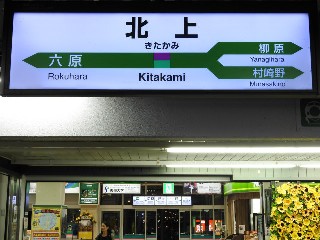 北上
きたかみ
Kitakami
六原
Rokuhara
柳原
Yanagihara
村崎野
Murasakino